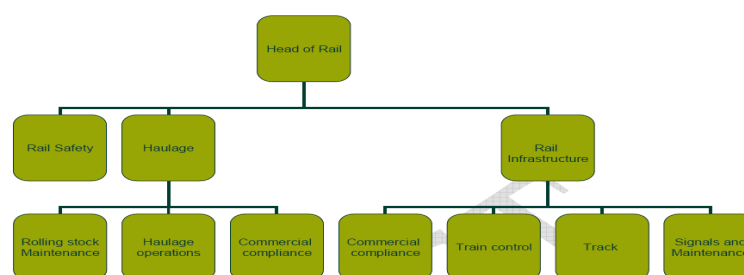 Head of Rail
Rail Safety
Haulage
Rail
Infrastructure
Rolling stock
Maintenance
Haulage
operations
Commercial
compliance
Commercial
compliance
Train control
Track
Signals and
Maintenance